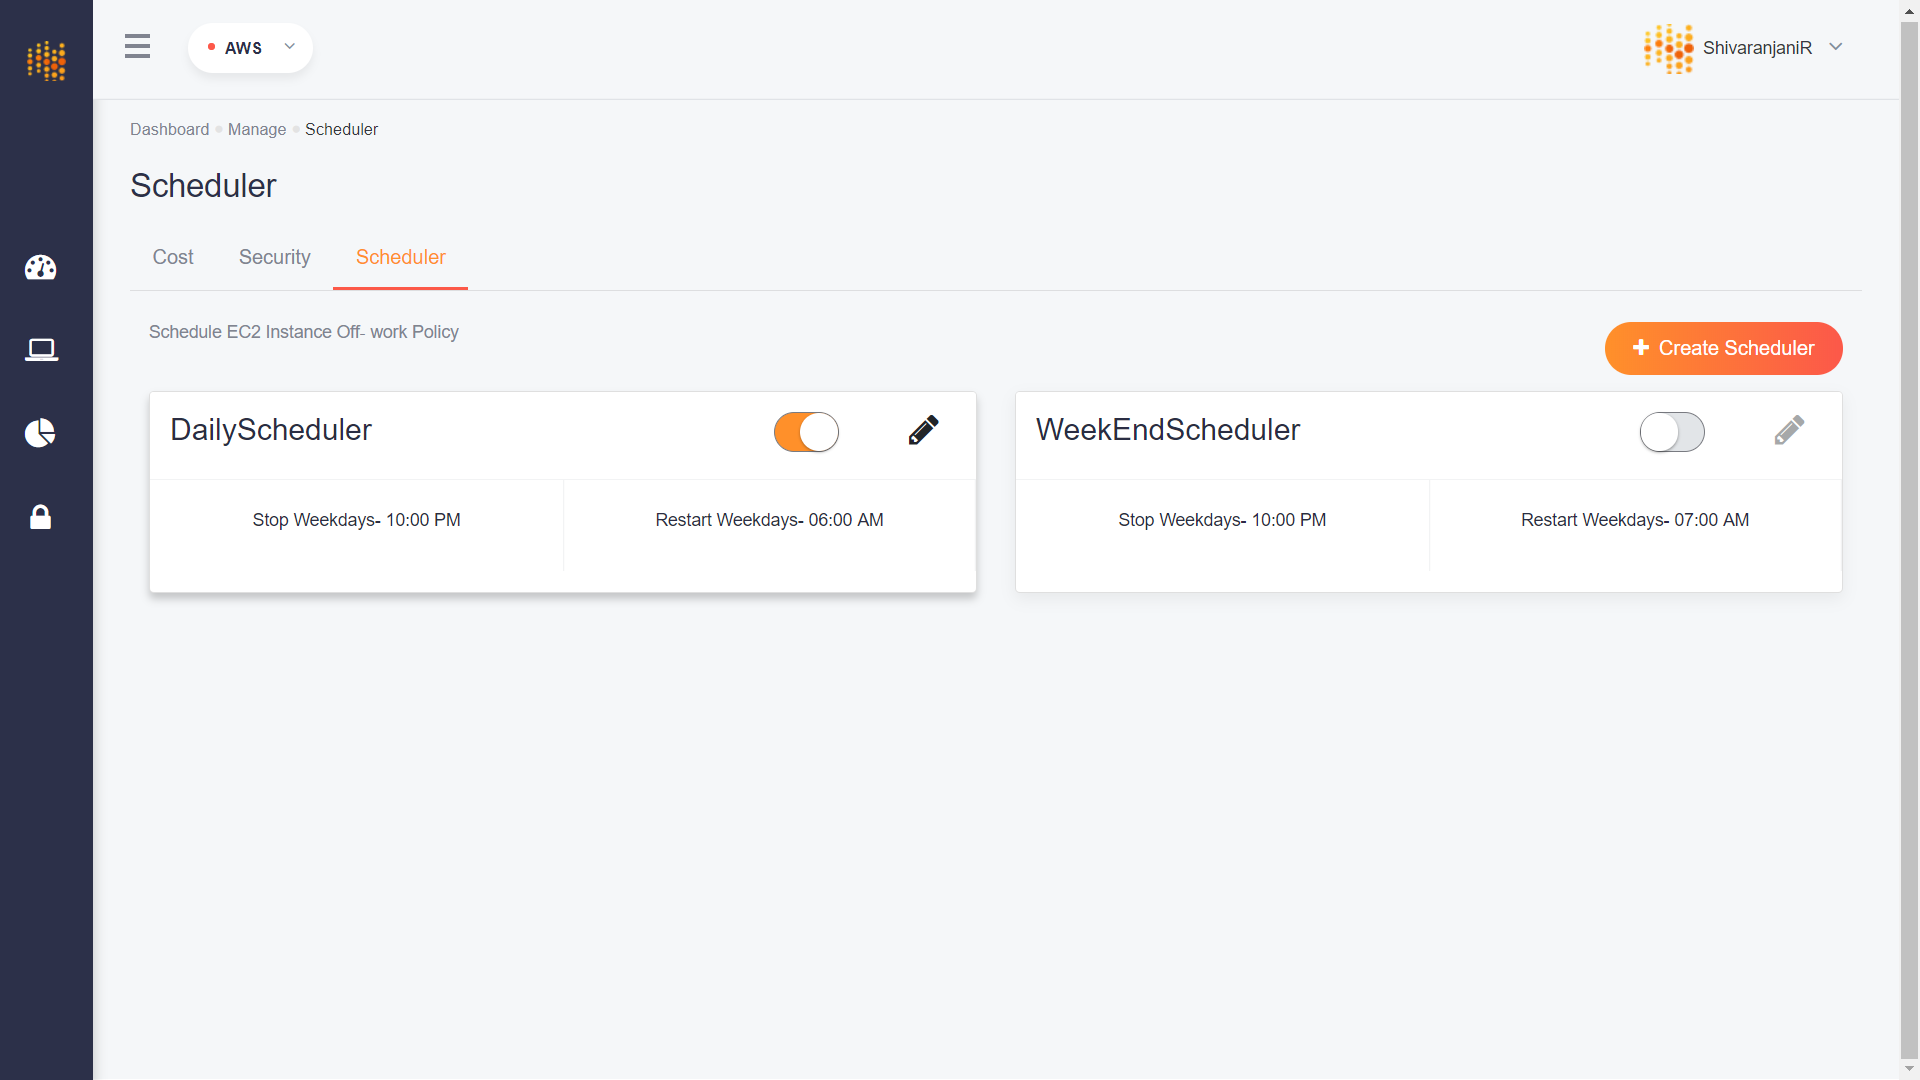 AWS
ShivaranjaniR
Dashboard Manage Scheduler
Scheduler
Cost Security Scheduler
Schedule EC2 Instance Off- work Policy
Create Scheduler
DailyScheduler
Stop Weekdays- 10:00 PM
Restart Weekdays- 06:00 AM
WeekEndScheduler
Stop Weekdays- 10:00 PM
Restart Weekdays- 07:00 AM